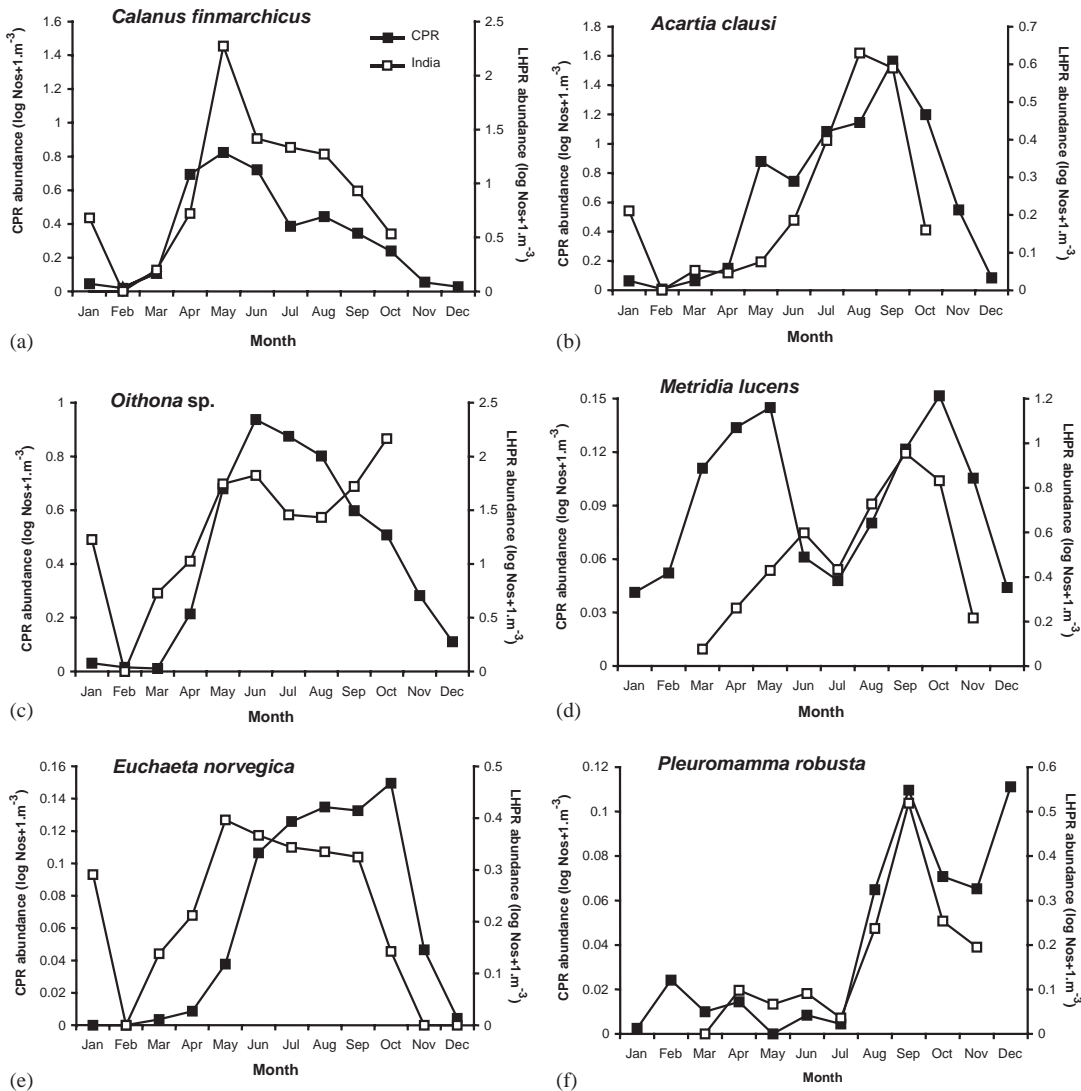 Calanus finmarchicus
CPR
India
CPR abundance (log Nos+1.m-3)
LHPR abundance (log Nos+1.m-3)
1.6
1.4
1.2
1
0.8
0.6
0.4
0.2
0
2.5
2
1.5
1
0.5
0
Jan Feb Mar Apr May Jun Jul Aug Sep Oct Nov Dec
Month
(a)
Acartia clausi
CPR abundance (log Nos+1.m-3)
LHPR abundance (log Nos+1.m-3)
1.8
1.6
1.4
1.2
1
0.8
0.6
0.4
0.2
0
0.7
0.6
0.5
0.4
0.3
0.2
0.1
0
Jan Feb Mar Apr May Jun Jul Aug Sep Oct Nov Dec
Month
(b)
Oithona sp.
CPR abundance (log Nos+1.m-3)
LHPR abundance (log Nos+1.m-3)
1
0.8
0.6
0.4
0.2
0
2.5
2
1.5
1
0.5
0
Jan Feb Mar Apr May Jun Jul Aug Sep Oct Nov Dec
Month
(c)
Metridia lucens
CPR abundance (log Nos+1.m-3)
LHPR abundance (log Nos+1.m-3)
0.15
0.12
0.09
0.06
0.03
0
1.2
1
0.8
0.6
0.4
0.2
0
Jan Feb Mar Apr May Jun Jul Aug Sep Oct Nov Dec
Month
(d)
Euchaeta norvegica
CPR abundance (log Nos+1.m-3)
LHPR abundance (log Nos+1.m-3)
0.16
0.14
0.12
0.1
0.08
0.06
0.04
0.02
0
0.5
0.4
0.3
0.2
0.1
0
Jan Feb Mar Apr May Jun Jul Aug Sep Oct Nov Dec
Month
(e)
Pleuromamma robusta
CPR abundance (log Nos+1.m-3)
LHPR abundance (log Nos+1.m-3)
0.12
0.1
0.08
0.06
0.04
0.02
0
0.6
0.5
0.4
0.3
0.2
0.1
0
Jan Feb Mar Apr May Jun Jul Aug Sep Oct Nov Dec
Month
(f)